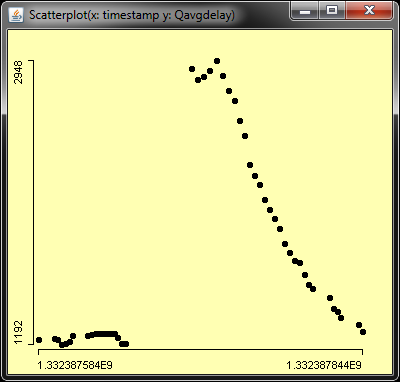 Scatterplot(x: timestamp y: Qavgdelay)
2948
1192
1.332387584E9
1.332387844E9